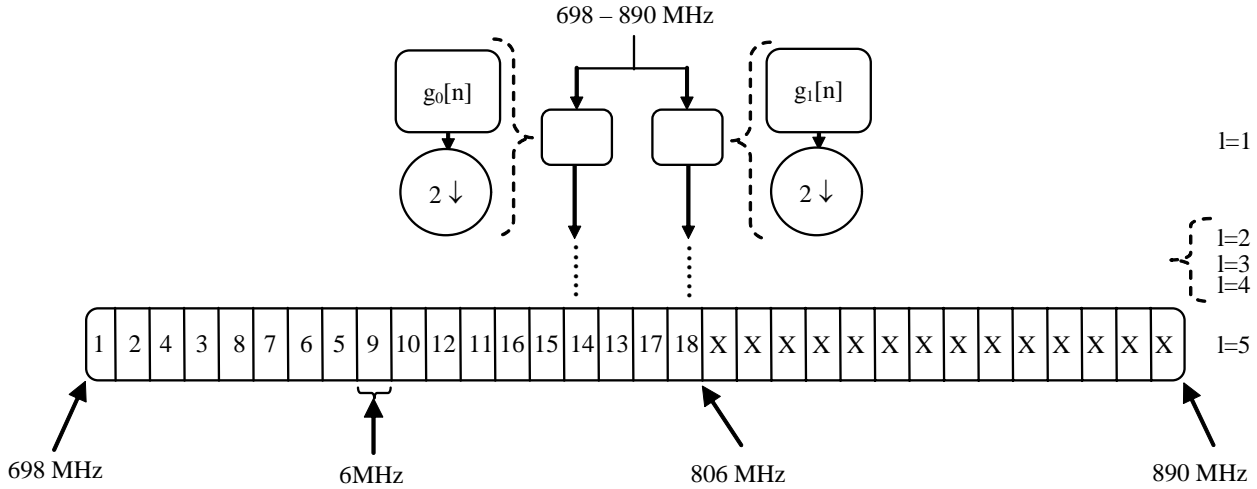 698 – 890 MHz
g₀[n]
g₁[n]
l=1
2 ↓
2 ↓
l=2
l=3
l=4
1 2 4 3 8 7 6 5 9 10 12 11 16 15 14 13 17 18 X X X X X X X X X X X X X X
l=5
698 MHz
6MHz
806 MHz
890 MHz